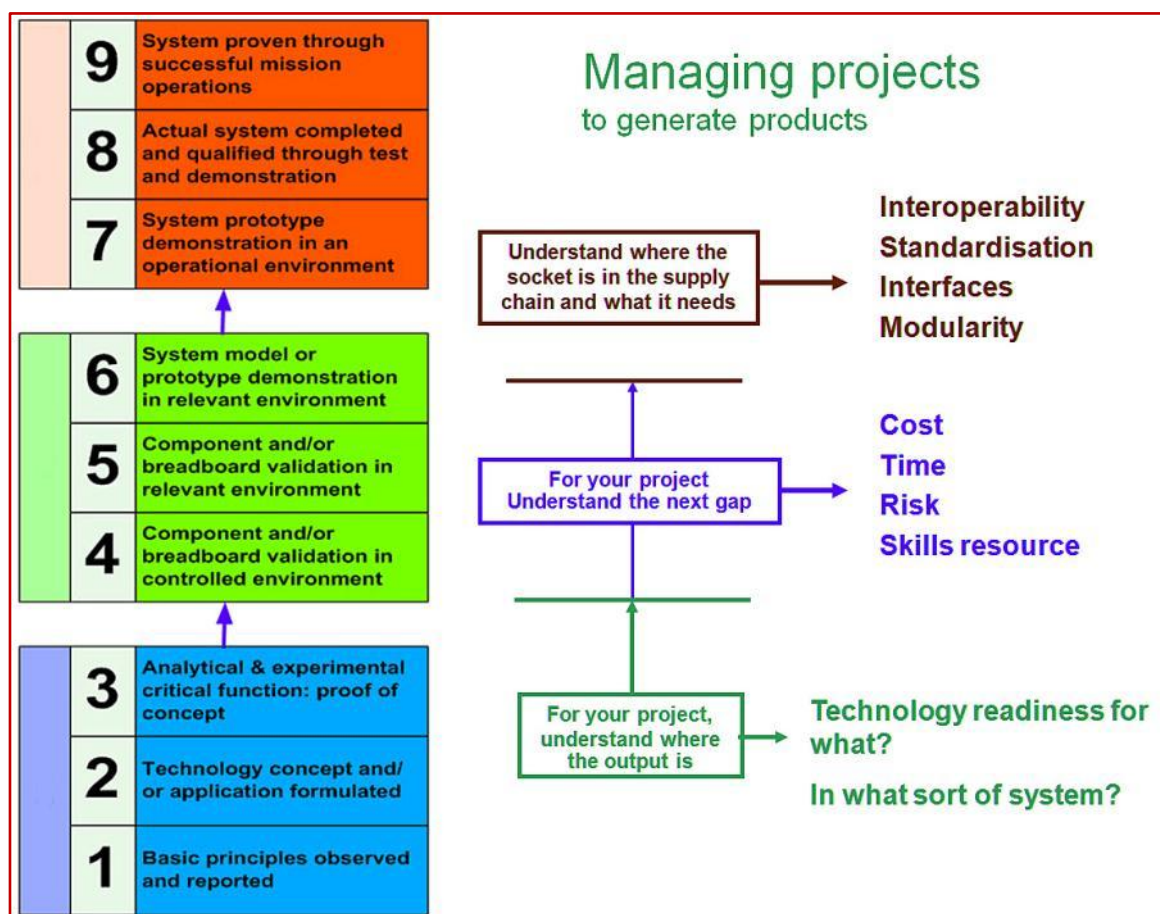 9
System proven through
successful mission
operations
8
Actual system completed
and qualified through test
and demonstration
7
System prototype
demonstration in an
operational environment
6
System model or
prototype demonstration
in relevant environment
5
Component and/or
breadboard validation in
relevant environment
4
Component and/or
breadboard validation in
controlled environment
3
Analytical & experimental
critical function: proof of
concept
2
Technology concept and/
or application formulated
1
Basic principles observed
and reported
Managing projects
to generate products
Understand where the
socket is in the supply
chain and what it needs
Interoperability
Standardisation
Interfaces
Modularity
For your project
Understand the next gap
Cost
Time
Risk
Skills resource
For your project,
understand where
the output is
Technology readiness for
what?
In what sort of system?